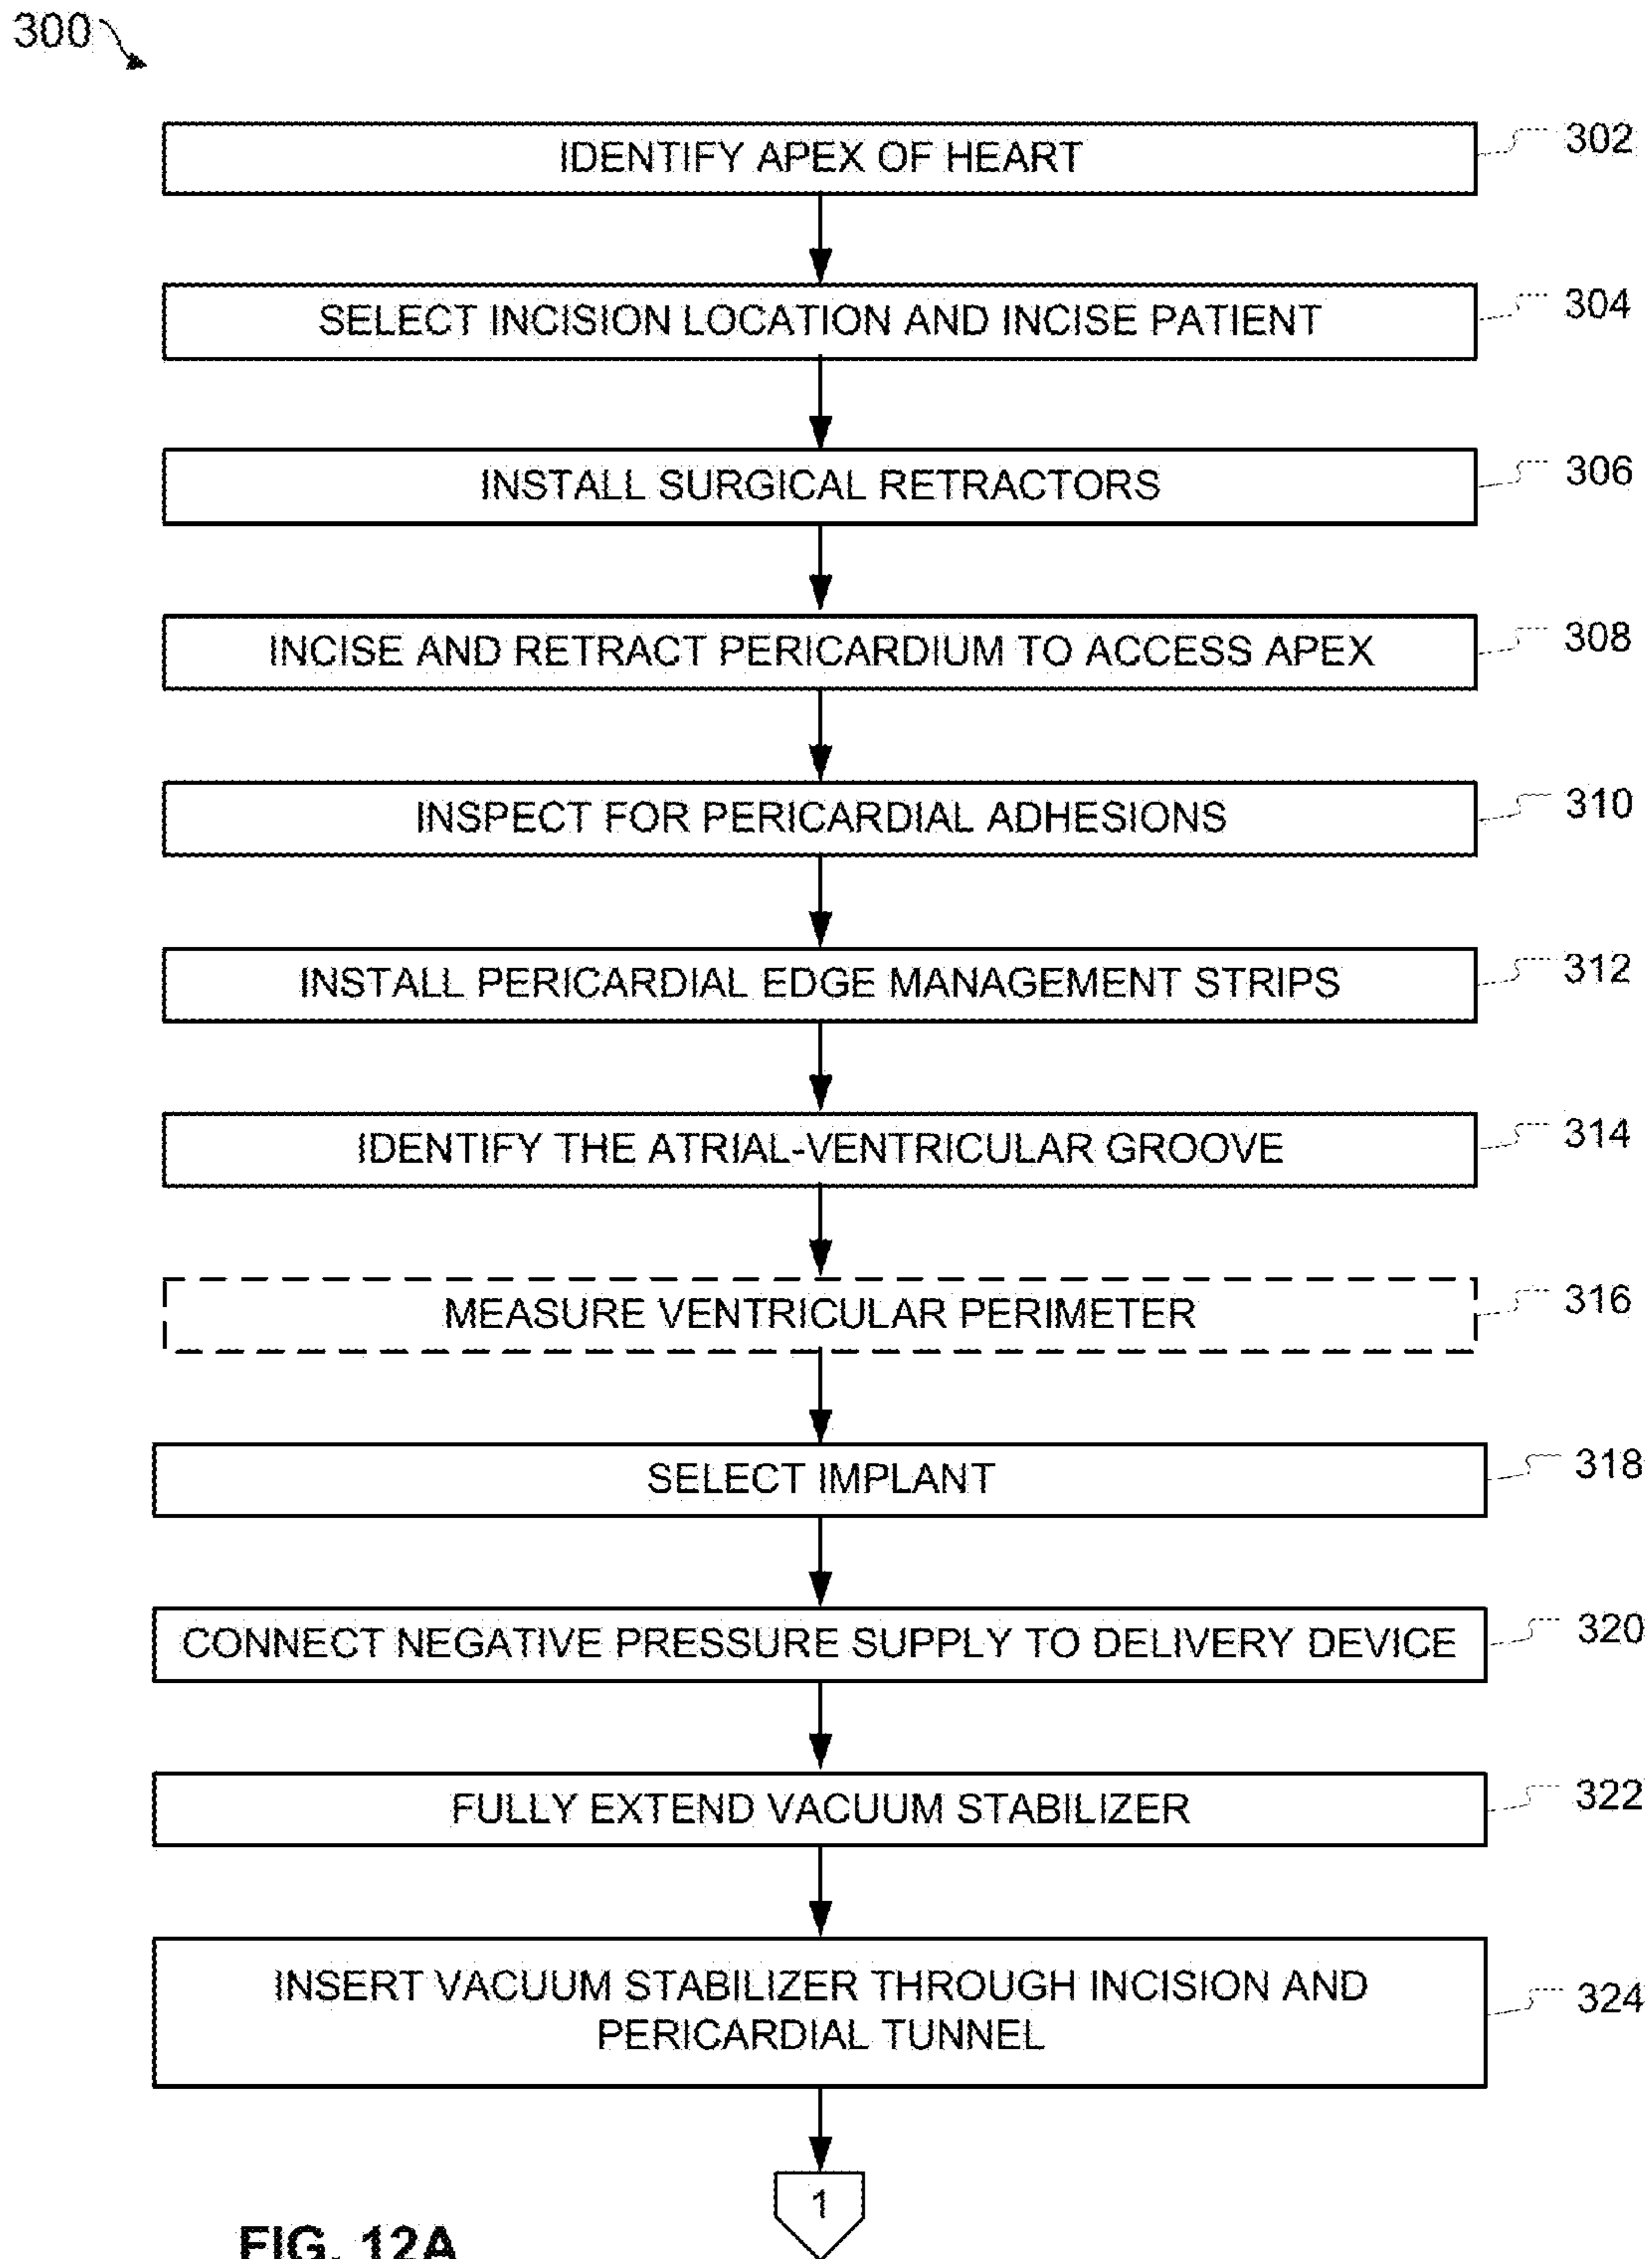 300
IDENTIFY APEX OF HEART
302
SELECT INCISION LOCATION AND INCISE PATIENT
304
INSTALL SURGICAL RETRACTORS
306
INCISE AND RETRACT PERICARDIUM TO ACCESS APEX
308
INSPECT FOR PERICARDIAL ADHESIONS
310
INSTALL PERICARDIAL EDGE MANAGEMENT STRIPS
312
IDENTIFY THE ATRIAL-VENTRICULAR GROOVE
314
MEASURE VENTRICULAR PERIMETER
316
SELECT IMPLANT
318
CONNECT NEGATIVE PRESSURE SUPPLY TO DELIVERY DEVICE
320
FULLY EXTEND VACUUM STABILIZER
322
INSERT VACUUM STABILIZER THROUGH INCISION AND
PERICARDIAL TUNNEL
324
1
FIG. 12A